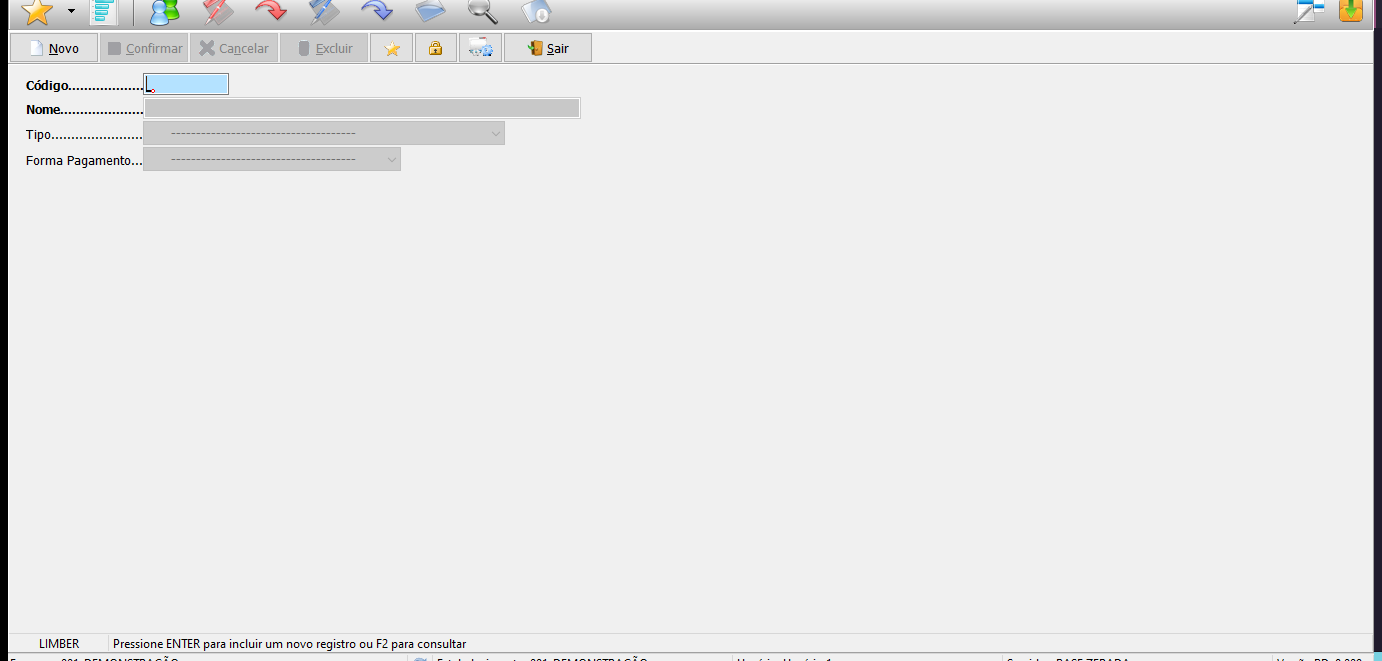 Novo Confirmar Cancelar Excluir Sair
Código...................
Nome.....................
Tipo....................... ------------------------------------
Forma Pagamento... ------------------------------------
LIMBER Pressione ENTER para incluir um novo registro ou F2 para consultar